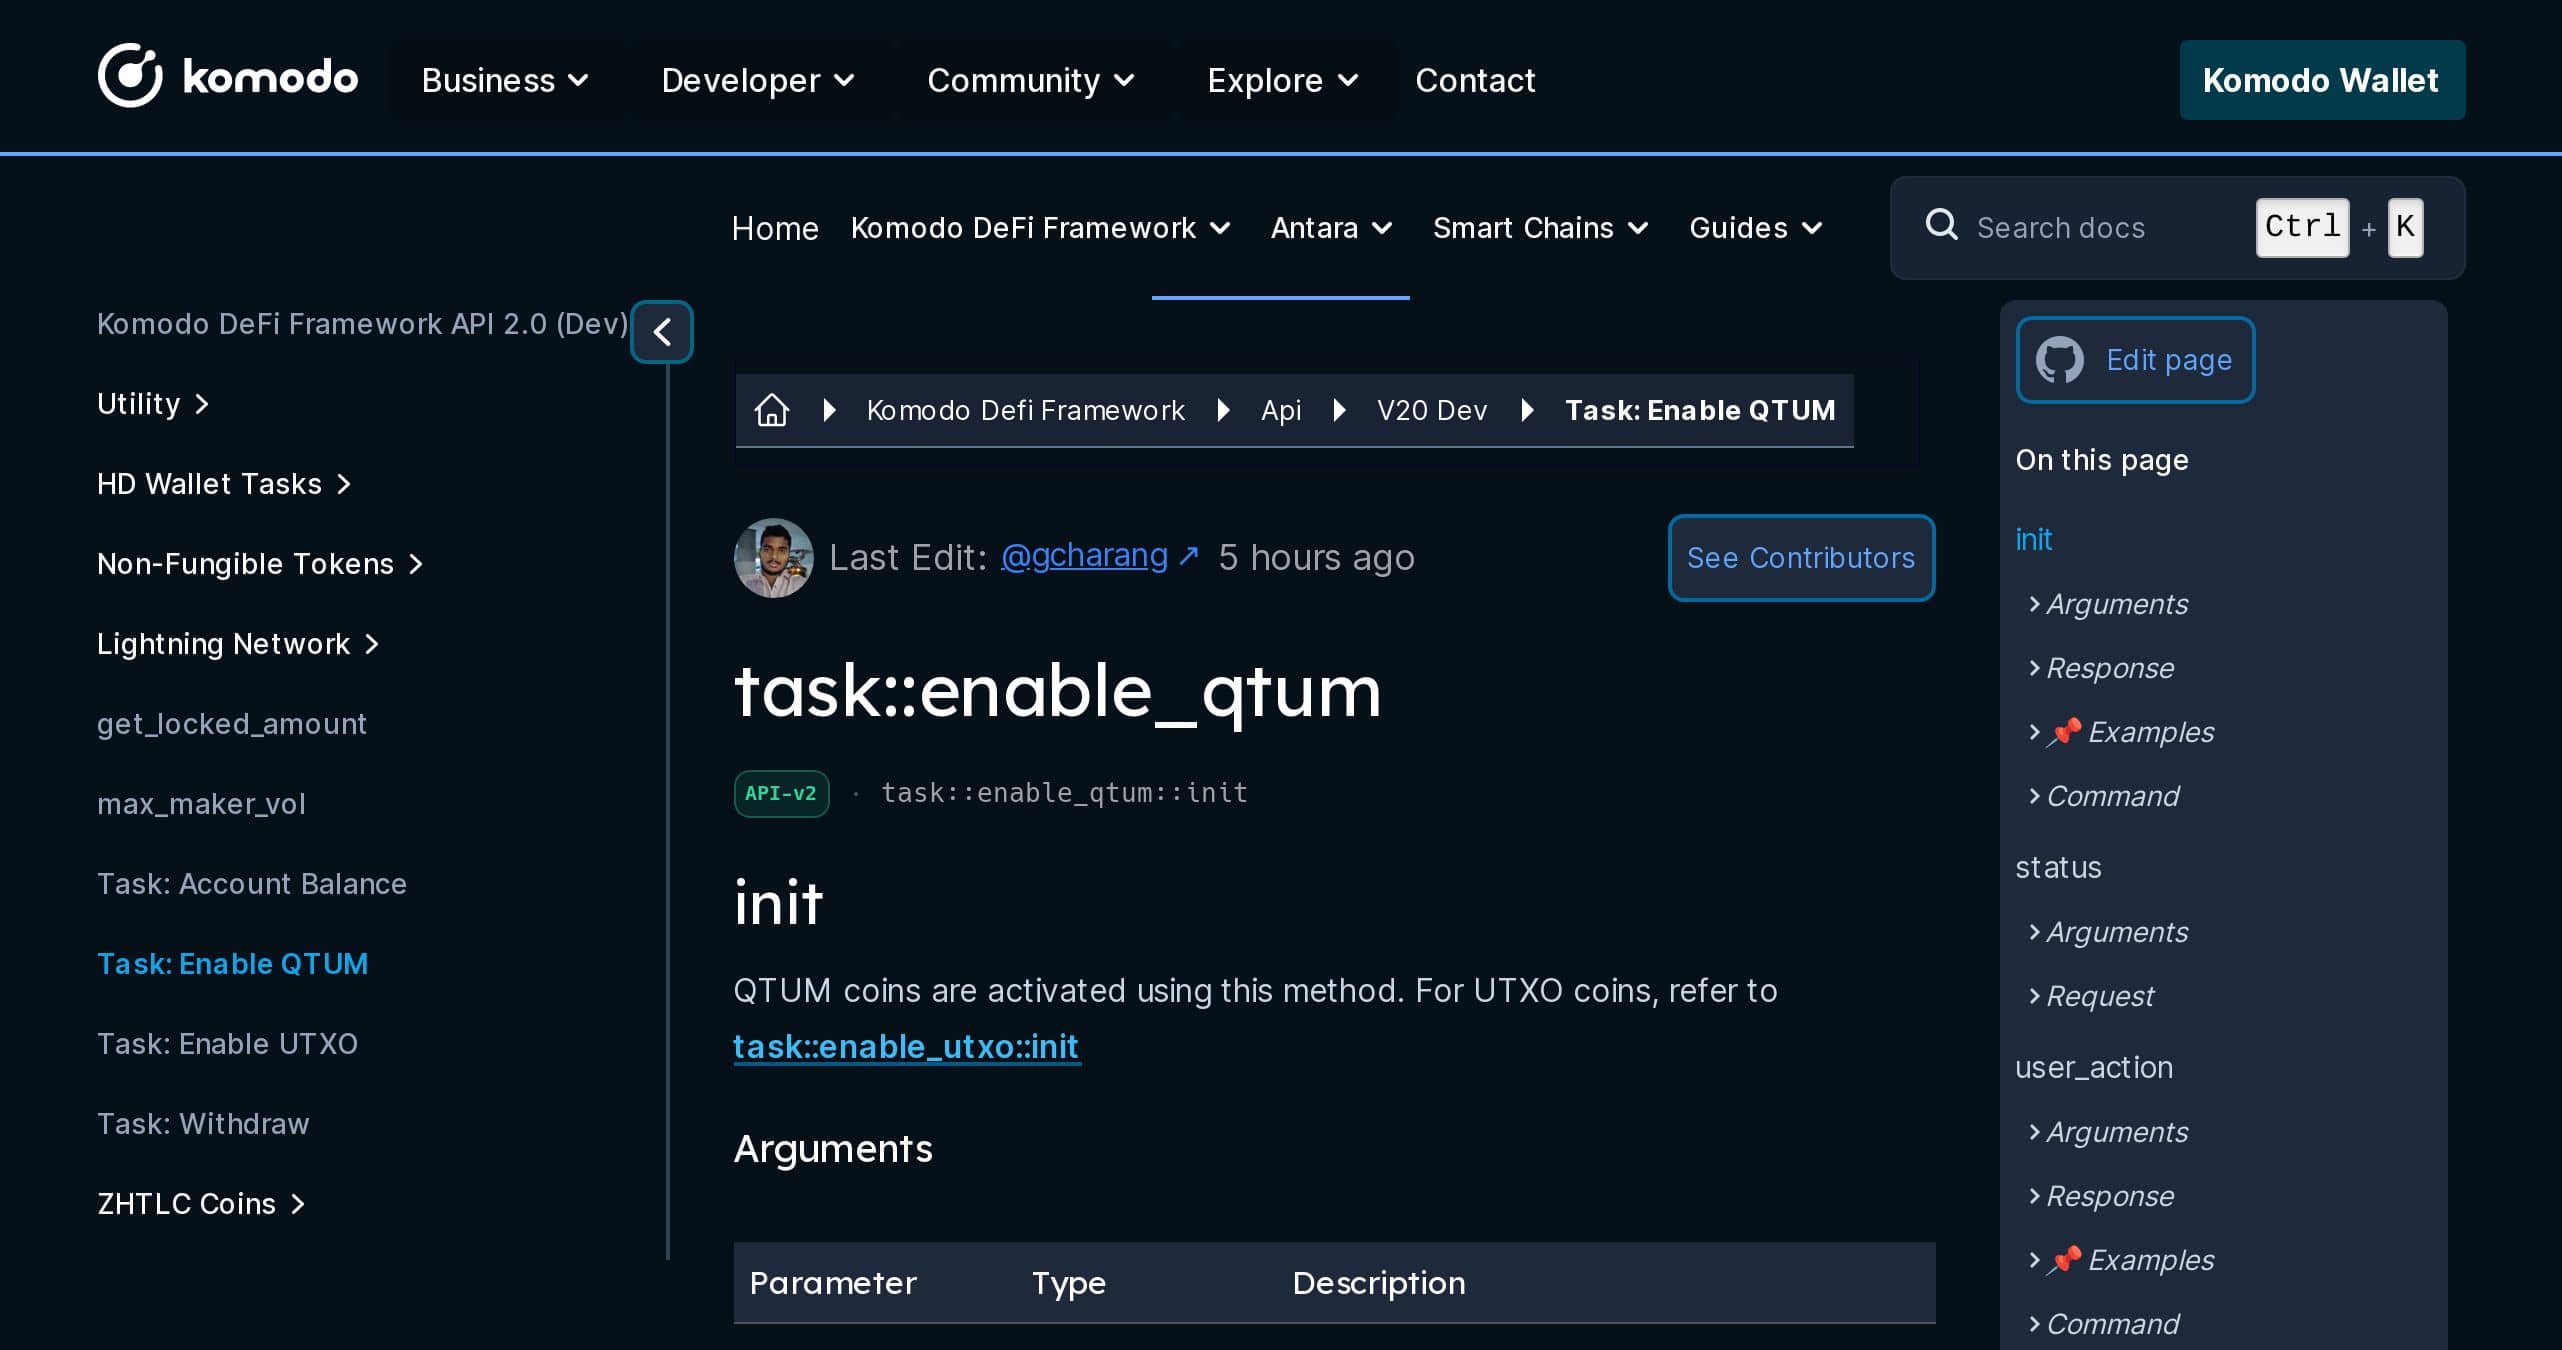 komodo Business Developer Community Explore Contact Komodo Wallet
Home Komodo DeFi Framework Antara Smart Chains Guides Search docs Ctrl + K
Komodo DeFi Framework API 2.0 (Dev)
Utility
HD Wallet Tasks
Non-Fungible Tokens
Lightning Network
get_locked_amount
max_maker_vol
Task: Account Balance
Task: Enable QTUM
Task: Enable UTXO
Task: Withdraw
ZHTLC Coins
Komodo Defi Framework Api V20 Dev Task: Enable QTUM
Last Edit: @gcharang ↗ 5 hours ago See Contributors
task::enable_qtum
API-v2 · task::enable_qtum::init
init
QTUM coins are activated using this method. For UTXO coins, refer to
task::enable_utxo::init
Arguments
Parameter Type Description
Edit page
On this page
init
Arguments
Response
📌 Examples
Command
status
Arguments
Request
user_action
Arguments
Response
📌 Examples
Command